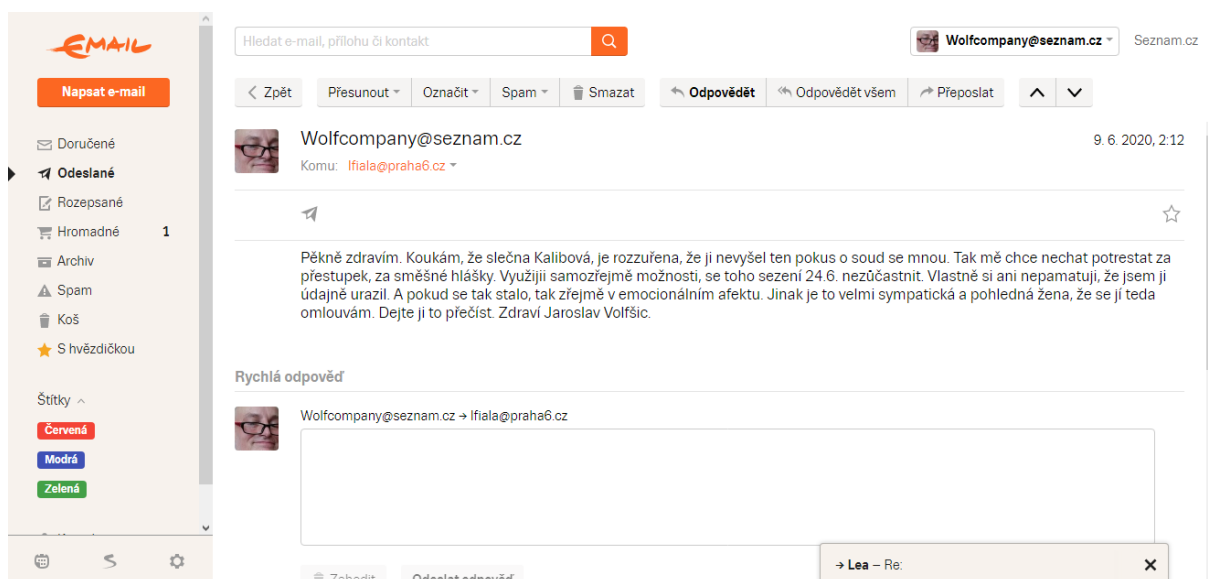 EMAIL
Hledat e-mail, přílohu či kontakt
Wolfcompany@seznam.cz
Seznam.cz
Napsat e-mail
Zpět
Přesunout
Označit
Spam
Smazat
Odpovědět
Odpovědět všem
Přeposlat
Doručené
Odeslané
Rozepsané
Hromadné 1
Archiv
Spam
Koš
S hvězdičkou
Štítky
Červená
Modrá
Zelená
Wolfcompany@seznam.cz
9. 6. 2020, 2:12
Komu: lfiala@praha6.cz
Pěkně zdravím. Koukám, že slečna Kalibová, je rozzuřena, že ji nevyšel ten pokus o soud se mnou. Tak mě chce nechat potrestat za
přestupek, za směšné hlášky. Využijii samozřejmě možnosti, se toho sezení 24.6. nezůčastnit. Vlastně si ani nepamatuji, že jsem ji
údajně urazil. A pokud se tak stalo, tak zřejmě v emocionálním afektu. Jinak je to velmi sympatická a pohledná žena, že se jí teda
omlouvám. Dejte ji to přečíst. Zdraví Jaroslav Volfšic.
Rychlá odpověď
Wolfcompany@seznam.cz → lfiala@praha6.cz
Zahodit
Odeslat odpověď
→ Lea – Re: